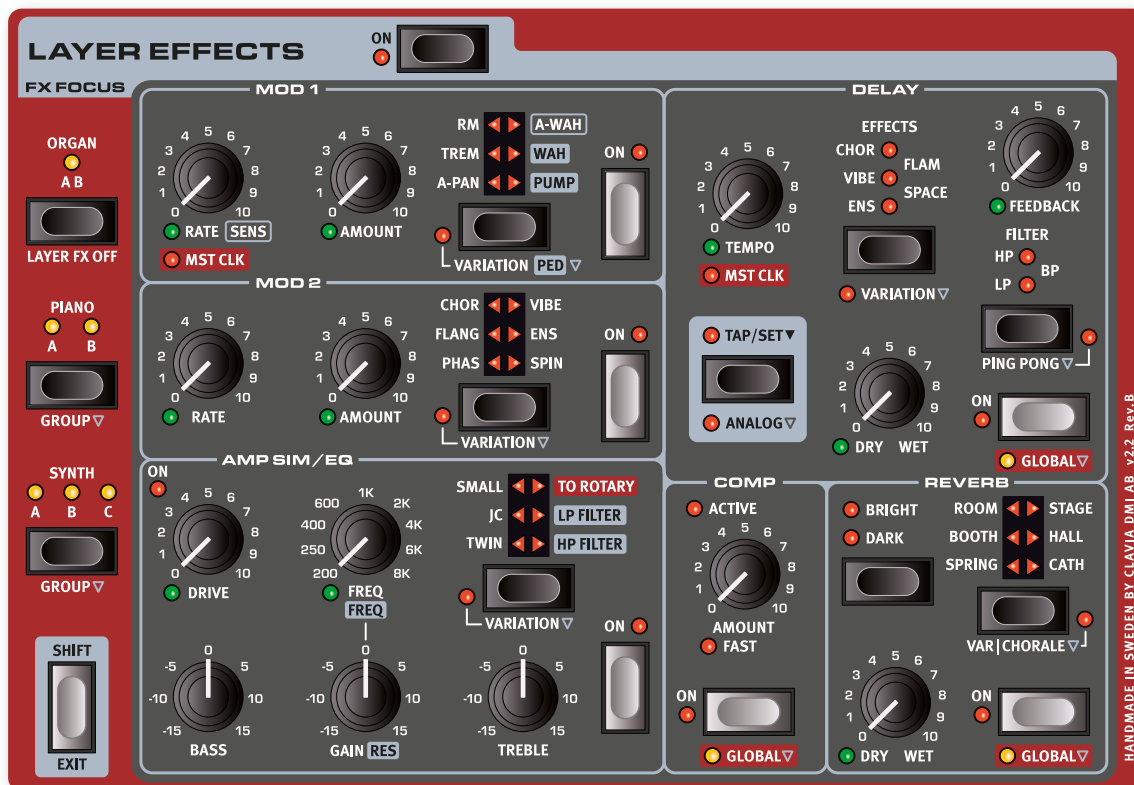 LAYER EFFECTS
ON
FX FOCUS
ORGAN
A B
LAYER FX OFF
PIANO
A B
GROUP ▽
SYNTH
A B C
GROUP ▽
SHIFT
EXIT
MOD 1
0 1 2 3 4 5 6 7 8 9 10
RATE SENS
MST CLK
0 1 2 3 4 5 6 7 8 9 10
AMOUNT
RM A-WAH
TREM WAH
A-PAN PUMP
VARIATION PED ▽
ON
MOD 2
0 1 2 3 4 5 6 7 8 9 10
RATE
0 1 2 3 4 5 6 7 8 9 10
AMOUNT
CHOR VIBE
FLANG ENS
PHAS SPIN
VARIATION ▽
ON
AMP SIM/EQ
ON
0 1 2 3 4 5 6 7 8 9 10
DRIVE
200 250 400 600 1K 2K 4K 6K 8K
FREQ
FREQ
SMALL TO ROTARY
JC LP FILTER
TWIN HP FILTER
VARIATION ▽
ON
-15 -10 -5 0 5 10 15
BASS
-15 -10 -5 0 5 10 15
GAIN RES
-15 -10 -5 0 5 10 15
TREBLE
DELAY
0 1 2 3 4 5 6 7 8 9 10
TEMPO
MST CLK
EFFECTS
CHOR
FLAM
VIBE
SPACE
ENS
VARIATION ▽
0 1 2 3 4 5 6 7 8 9 10
FEEDBACK
FILTER
HP
BP
LP
PING PONG ▽
TAP/SET ▼
ANALOG ▽
0 1 2 3 4 5 6 7 8 9 10
DRY WET
ON
GLOBAL ▽
COMP
ACTIVE
0 1 2 3 4 5 6 7 8 9 10
AMOUNT
FAST
ON
GLOBAL ▽
REVERB
BRIGHT
DARK
ROOM STAGE
BOOTH HALL
SPRING CATH
VAR|CHORALE ▽
0 1 2 3 4 5 6 7 8 9 10
DRY WET
ON
GLOBAL ▽
HANDMADE IN SWEDEN BY CLAVIA DMI AB v2.2 Rev.B